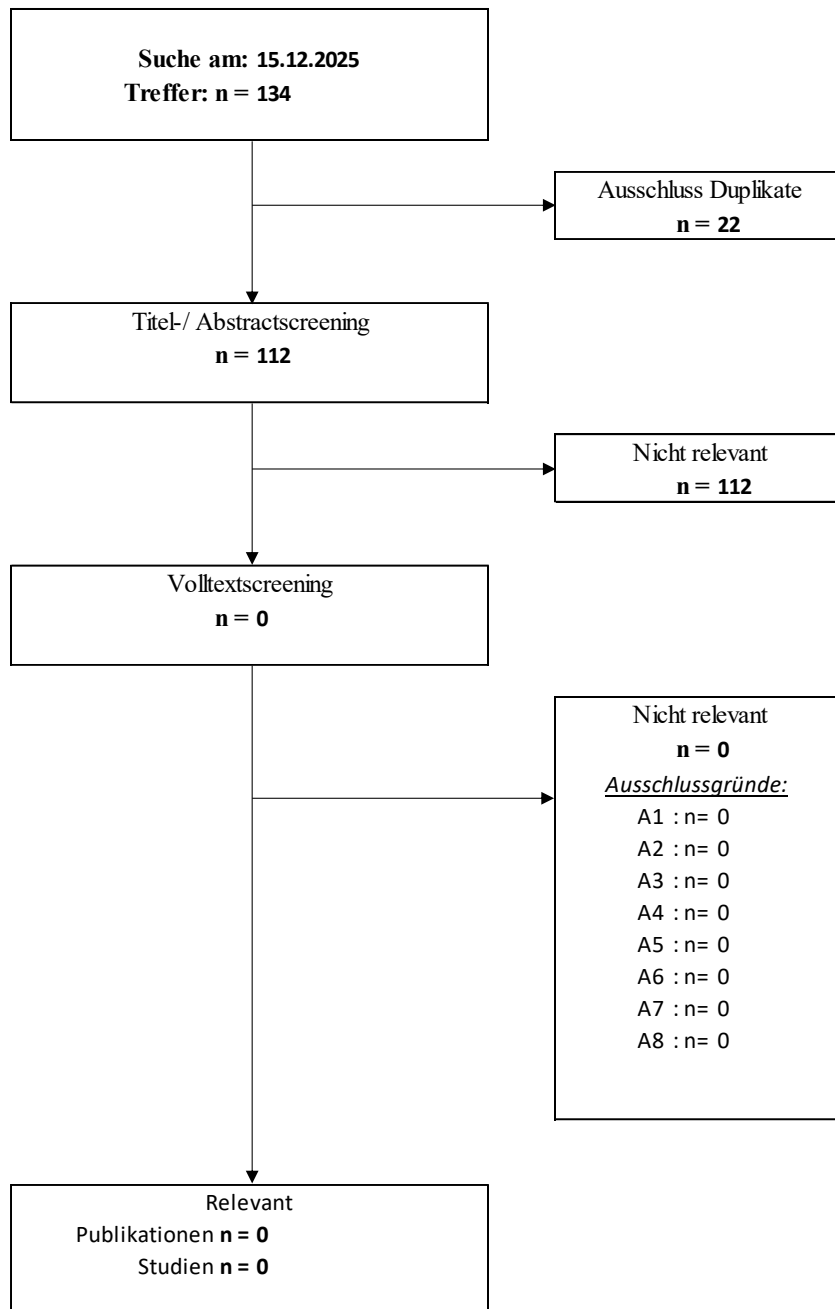 Suche am: 15.12.2025
Treffer: n = 134
Ausschluss Duplikate
n = 22
Titel-/ Abstractscreening
n = 112
Nicht relevant
n = 112
Volltextscreening
n = 0
Nicht relevant
n = 0
Ausschlussgründe:
A1 : n= 0
A2 : n= 0
A3 : n= 0
A4 : n= 0
A5 : n= 0
A6 : n= 0
A7 : n= 0
A8 : n= 0
Relevant
Publikationen n = 0
Studien n = 0